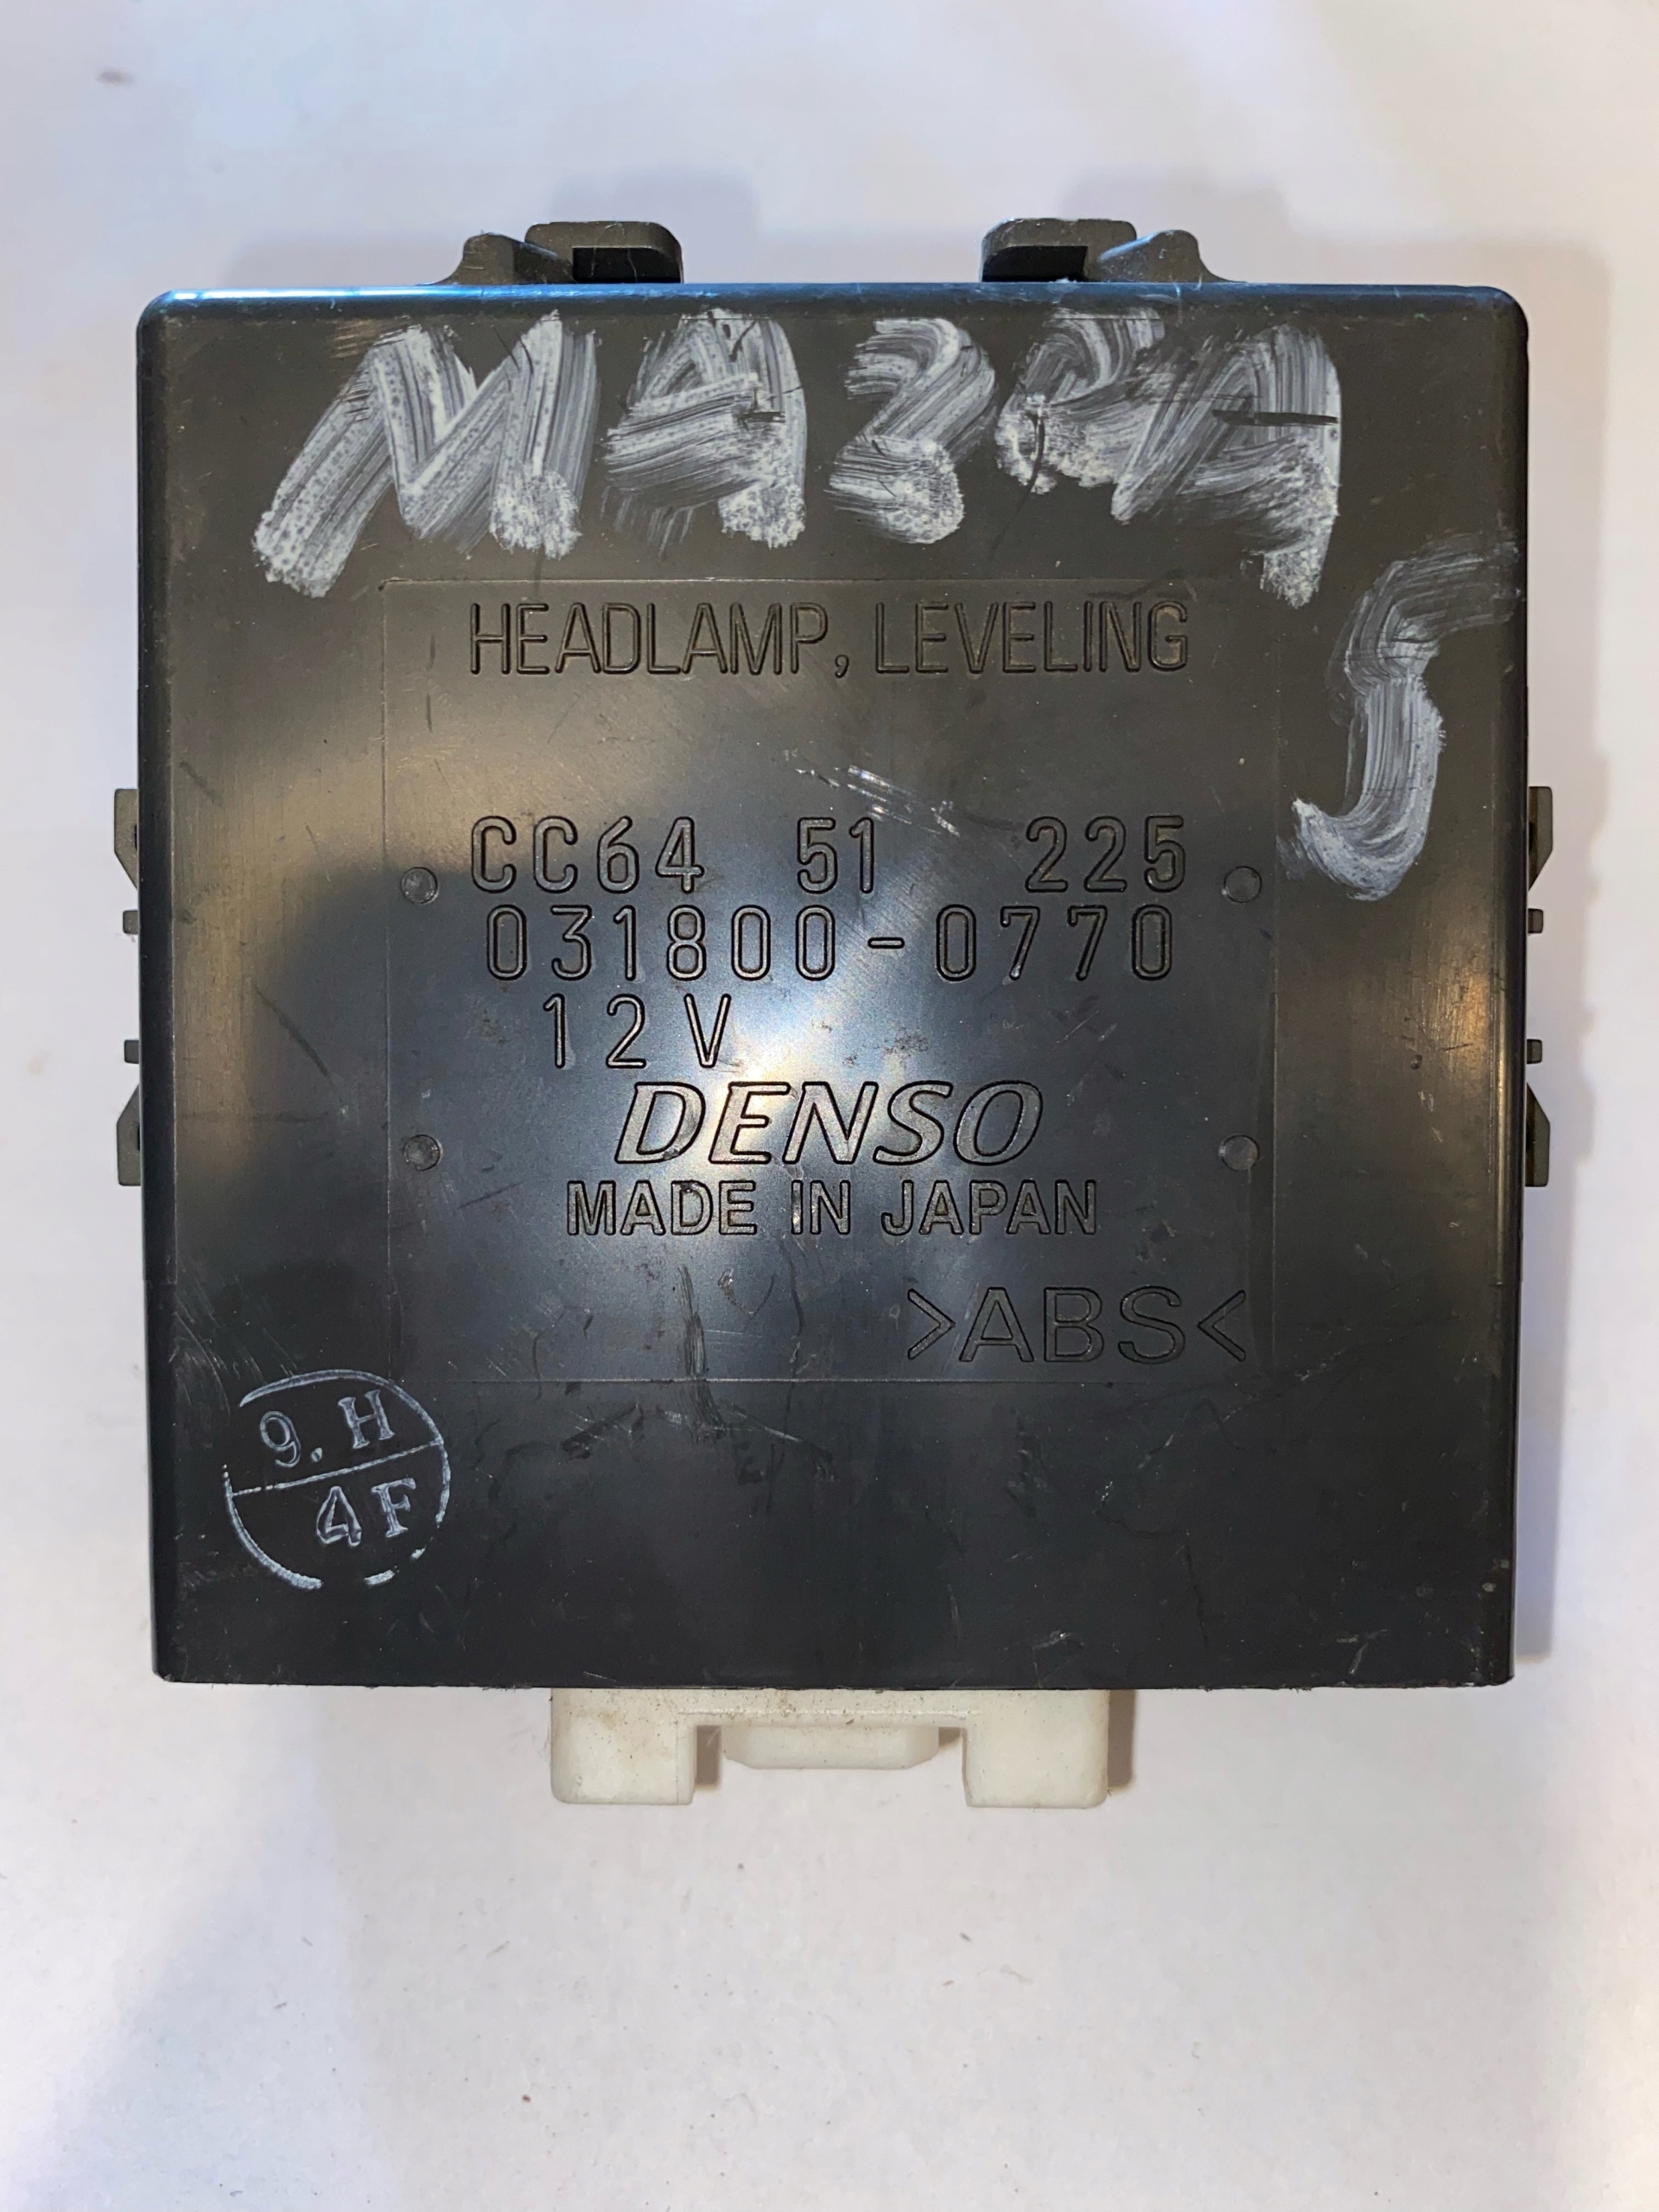 MAZDA
5
HEADLAMP, LEVELING
CC64 51 225
031800-0770
12V
DENSO
MADE IN JAPAN
>ABS<
9.H
4F